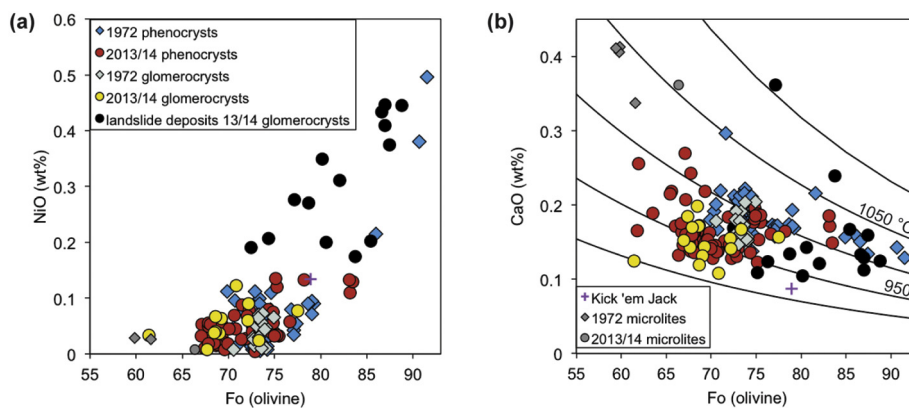 (a)
0.6
0.5
0.4
0.3
0.2
0.1
0
NiO (wt%)
1972 phenocrysts
2013/14 phenocrysts
1972 glomerocrysts
2013/14 glomerocrysts
landslide deposits 13/14 glomerocrysts
55 60 65 70 75 80 85 90
Fo (olivine)
(b)
0.4
0.3
0.2
0.1
0
CaO (wt%)
1050 °C
950
Kick 'em Jack
1972 microlites
2013/14 microlites
55 60 65 70 75 80 85 90
Fo (olivine)